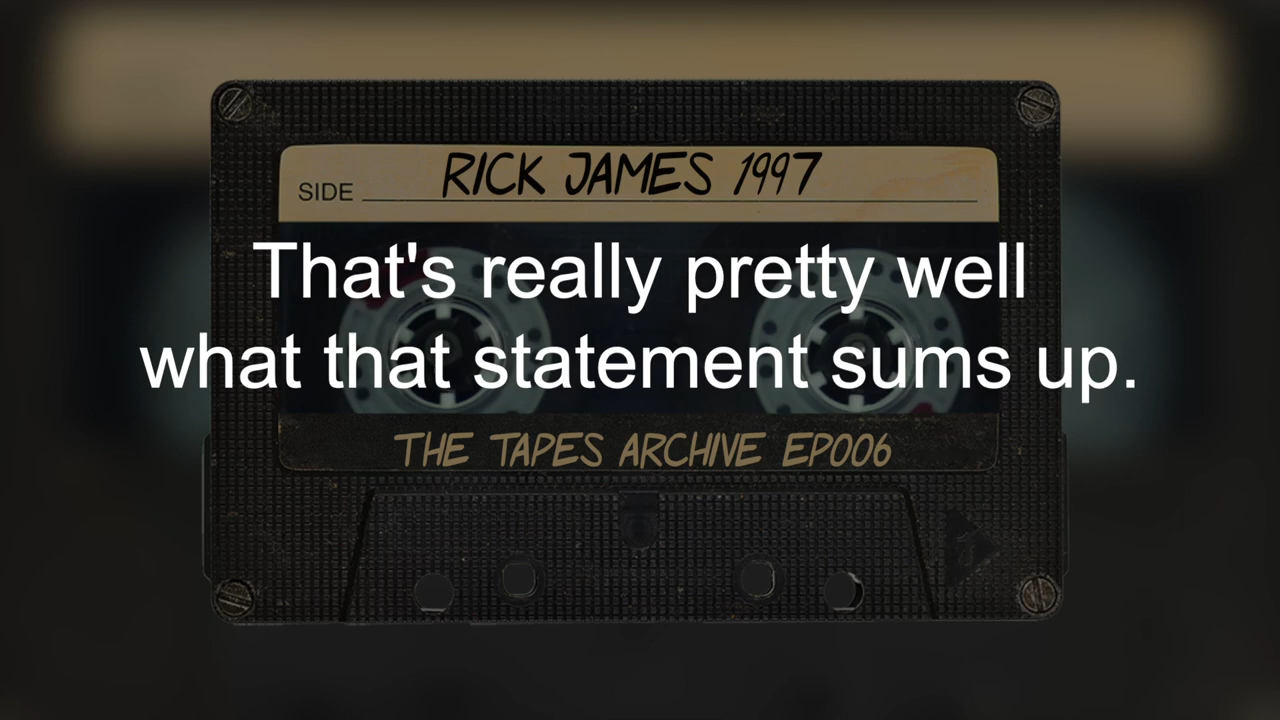 RICK JAMES 1997
SIDE
That's really pretty well
what that statement sums up.
THE TAPES ARCHIVE EP006